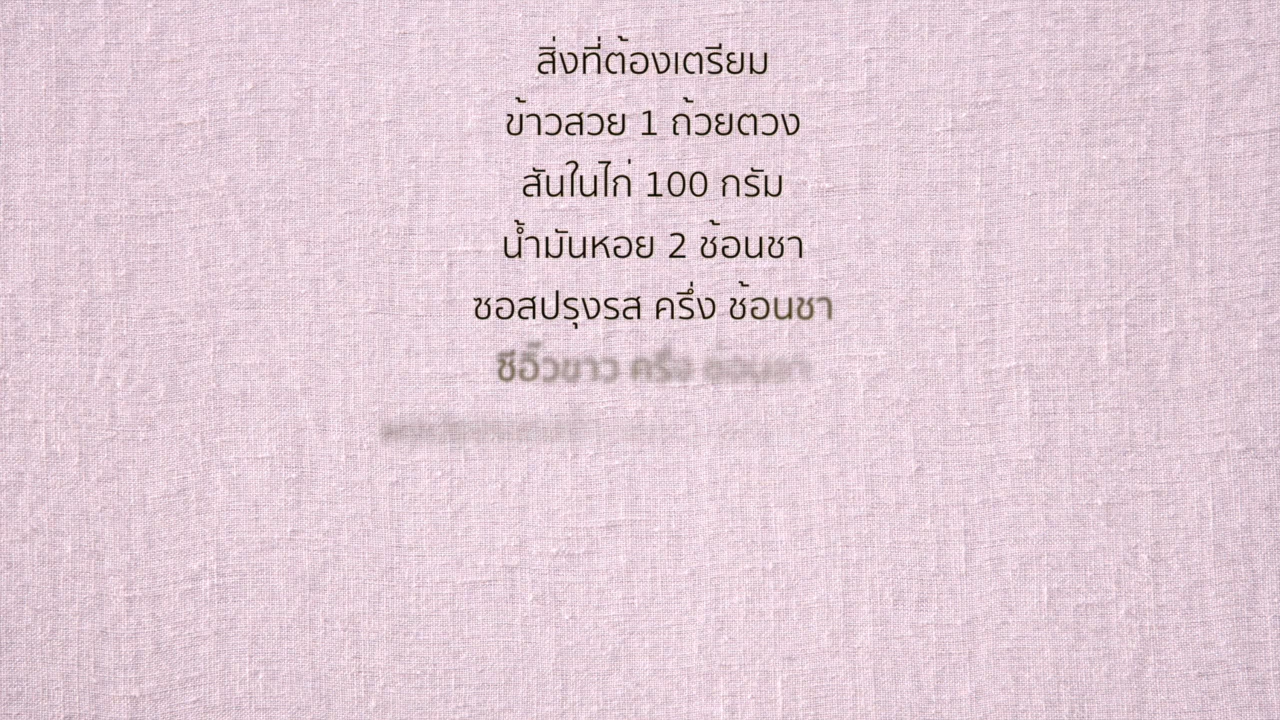 สิ่งที่ต้องเตรียม
ข้าวสวย 1 ถ้วยตวง
สันในไก่ 100 กรัม
น้ำมันหอย 2 ช้อนชา
ซอสปรุงรส ครึ่ง ช้อนชา
ซีอิ๊วขาว ครึ่ง ช้อนชา